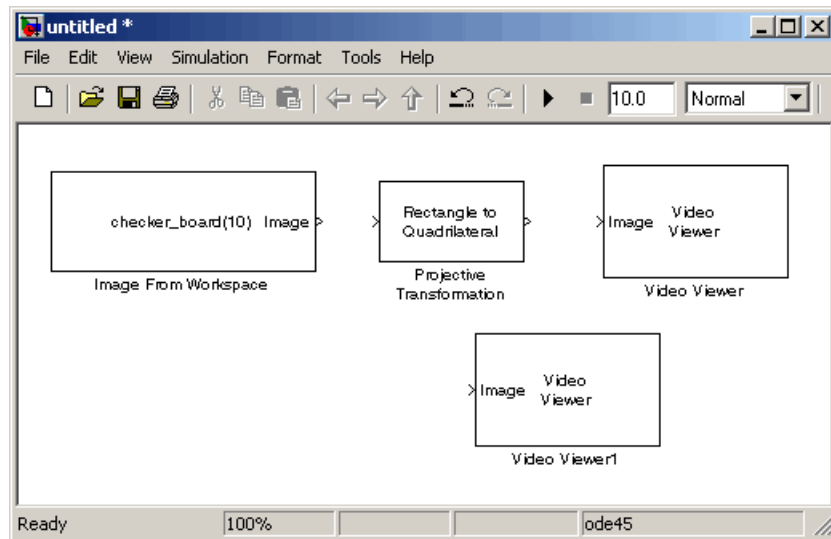 untitled *
File Edit View Simulation Format Tools Help
10.0 Normal
checker_board(10) Image
Image From Workspace
Rectangle to
Quadrilateral
Projective
Transformation
Image Video
Viewer
Video Viewer
Image Video
Viewer
Video Viewer1
Ready 100% ode45